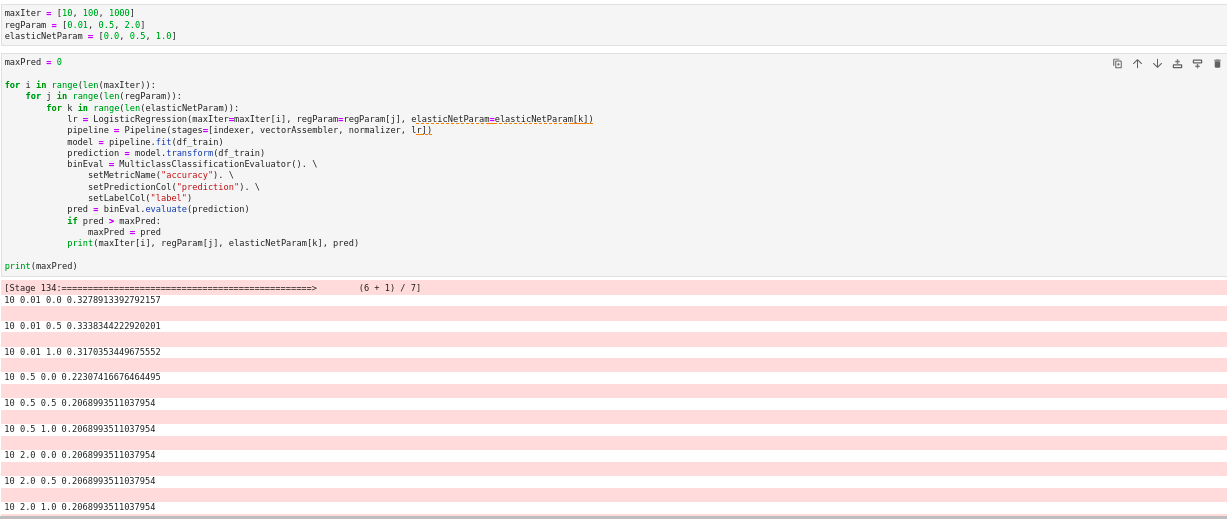 maxIter = [10, 100, 1000]
regParam = [0.01, 0.5, 2.0]
elasticNetParam = [0.0, 0.5, 1.0]
maxPred = 0
for i in range(len(maxIter)):
    for j in range(len(regParam)):
        for k in range(len(elasticNetParam)):
            lr = LogisticRegression(maxIter=maxIter[i], regParam=regParam[j], elasticNetParam=elasticNetParam[k])
            pipeline = Pipeline(stages=[indexer, vectorAssembler, normalizer, lr])
            model = pipeline.fit(df_train)
            prediction = model.transform(df_train)
            binEval = MulticlassClassificationEvaluator(). \
                setMetricName("accuracy"). \
                setPredictionCol("prediction"). \
                setLabelCol("label")
            pred = binEval.evaluate(prediction)
            if pred > maxPred:
                maxPred = pred
            print(maxIter[i], regParam[j], elasticNetParam[k], pred)
print(maxPred)
[Stage 134:================================================>        (6 + 1) / 7]
10 0.01 0.0 0.3278913392792157
10 0.01 0.5 0.3338344222920201
10 0.01 1.0 0.3170353449675552
10 0.5 0.0 0.22307416676464495
10 0.5 0.5 0.2068993511037954
10 0.5 1.0 0.2068993511037954
10 2.0 0.0 0.2068993511037954
10 2.0 0.5 0.2068993511037954
10 2.0 1.0 0.2068993511037954